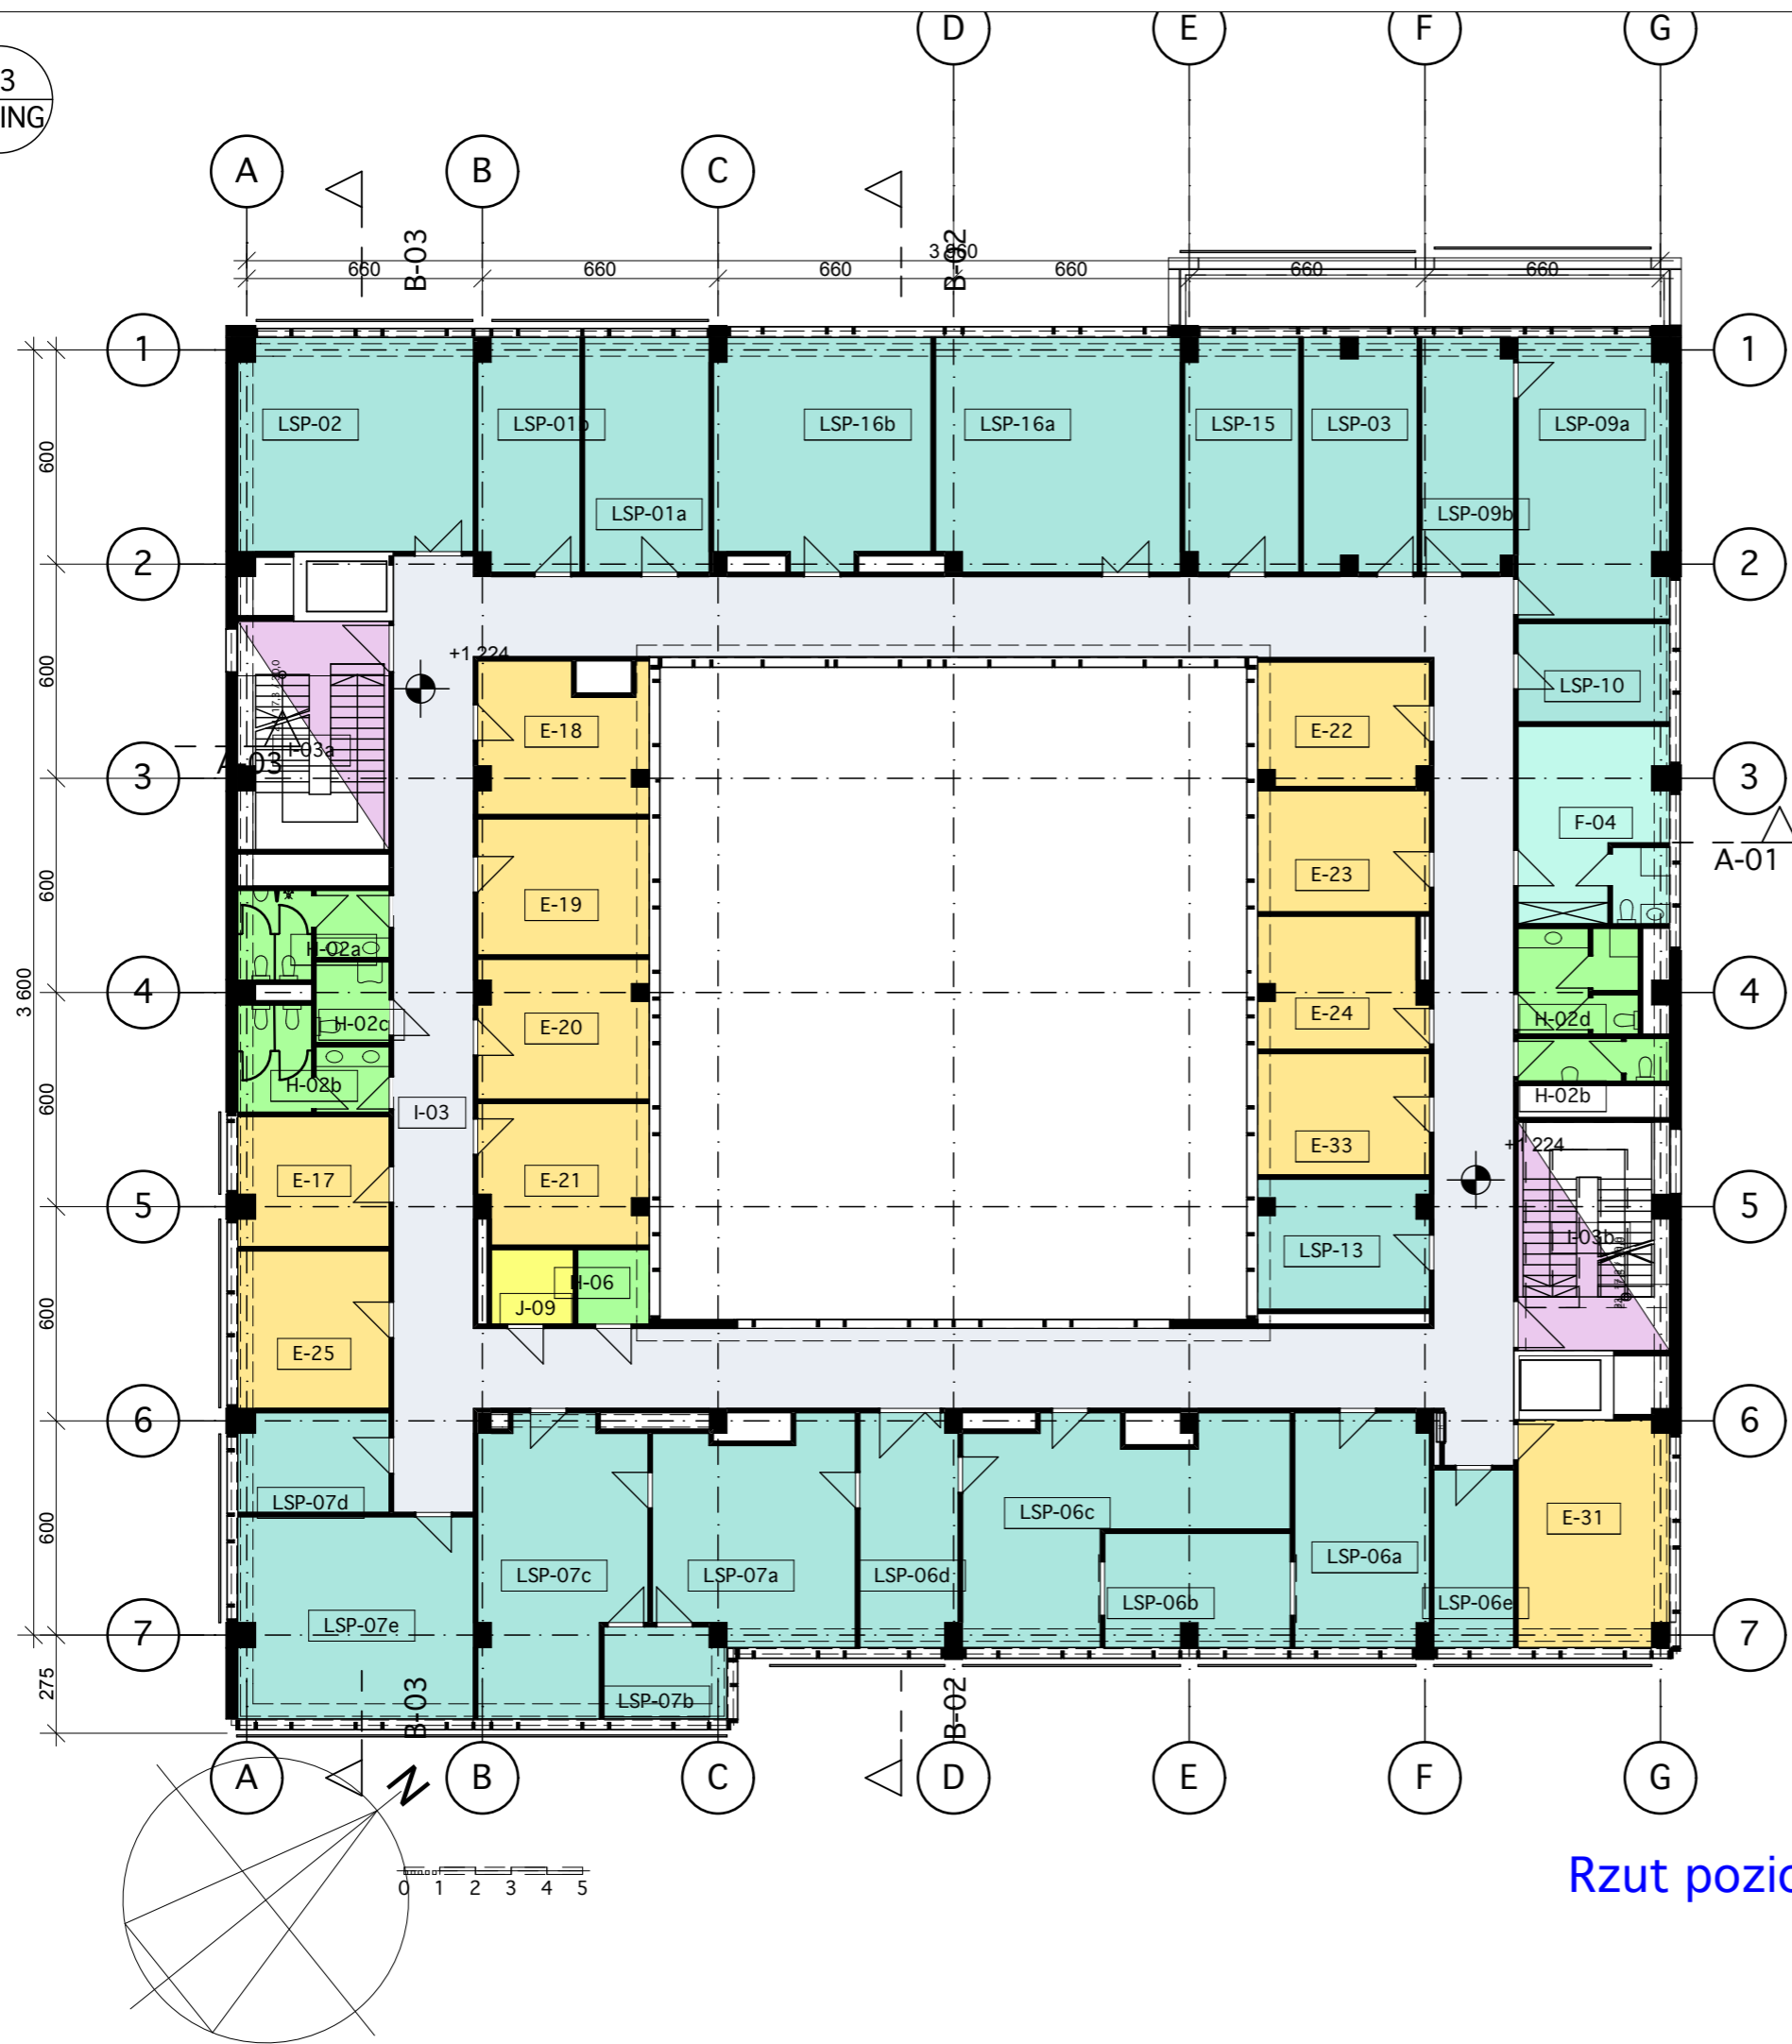 3
ING
D E F G
A B C
B-03
B-02
3 960
660 660 660 660 660 660
1 1
LSP-02
LSP-01b
LSP-16b
LSP-16a
LSP-15
LSP-03
LSP-09a
LSP-01a
LSP-09b
600
2 2
+1 224
LSP-10
600
E-18
E-22
I-03a
A-03
3 3
F-04
A-01
E-23
600
E-19
H-02a
3 600
4 4
E-20
E-24
H-02c
H-02d
H-02b
H-02b
600
I-03
E-33
+1 224
E-17
E-21
5 5
I-03b
LSP-13
H-06
J-09
600
E-25
6 6
LSP-07d
LSP-06c
E-31
600
LSP-07c
LSP-07a
LSP-06d
LSP-06a
LSP-06b
LSP-06e
LSP-07e
7 7
275
LSP-07b
B-03
B-02
A B C D E F G
N
0 1 2 3 4 5
Rzut pozio